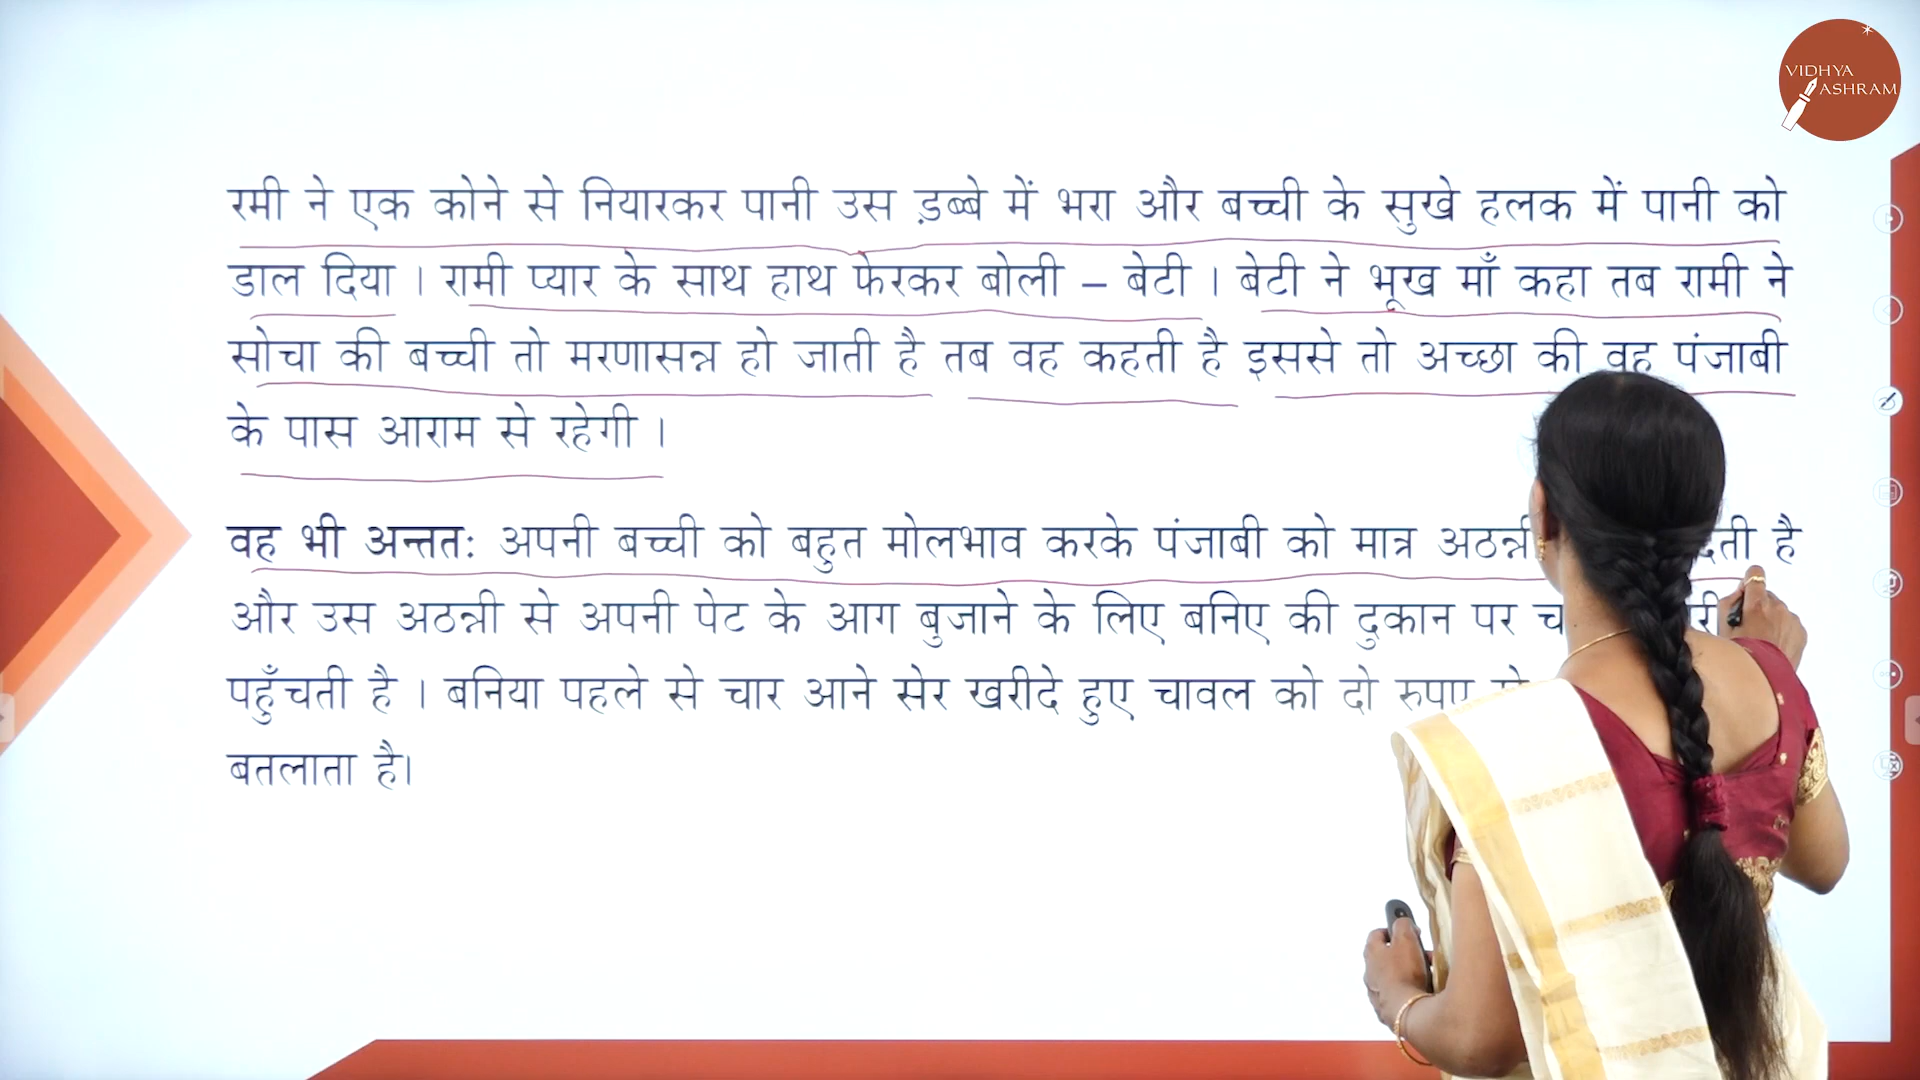 VIDHYA
ASHRAM
रमी ने एक कोने से नियारकर पानी उस ड़ब्बे में भरा और बच्ची के सुखे हलक में पानी को
डाल दिया । रामी प्यार के साथ हाथ फेरकर बोली – बेटी । बेटी ने भूख माँ कहा तब रामी ने
सोचा की बच्ची तो मरणासन्न हो जाती है तब वह कहती है इससे तो अच्छा की वह पंजाबी
के पास आराम से रहेगी ।
वह भी अन्ततः अपनी बच्ची को बहुत मोलभाव करके पंजाबी को मात्र अठन्नी है
और उस अठन्नी से अपनी पेट के आग बुजाने के लिए बनिए की दुकान पर
पहुँचती है । बनिया पहले से चार आने सेर खरीदे हुए चावल को दो रुपए
बतलाता है।